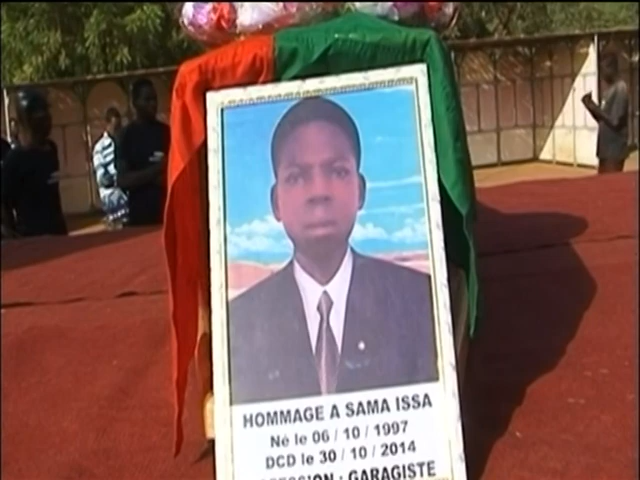 HOMMAGE A SAMA ISSA
Né le 06 / 10 / 1997
DCD le 30 / 10 / 2014
: GARAGISTE